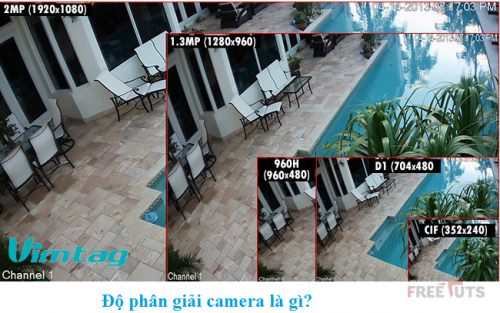 2MP (1920x1080)
1.3MP (1280x960)
960H
(960x480)
D1 (704x480
CIF (352x240)
Vimtag
Channel 1
Channel 1
Độ phân giải camera là gì?
FREETUTS